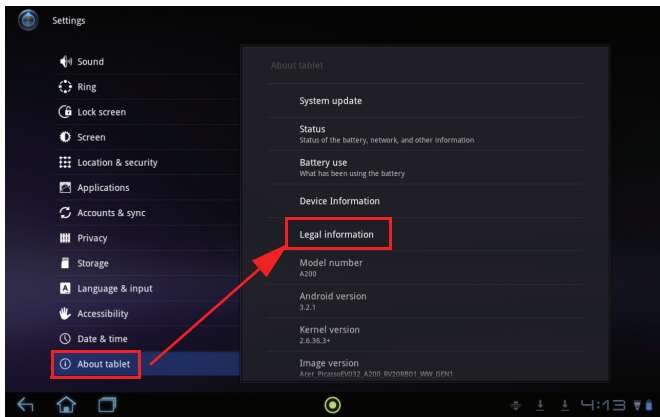 Settings
Sound
Ring
Lock screen
Screen
Location & security
Applications
Accounts & sync
Privacy
Storage
Language & input
Accessibility
Date & time
About tablet
About tablet
System update
Status
Status of the battery, network, and other information
Battery use
What has been using the battery
Device Information
Legal information
Model number
A200
Android version
3.2.1
Kernel version
2.6.36.3+
Image version
Acer_PicassoEV032_A200_RV20RB01_WW_GEN1
4:13